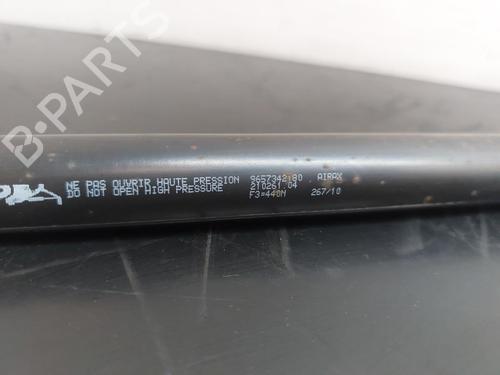 NE PAS OUVRIR HAUTE PRESSION 9657342180 AIRAX
DO NOT OPEN HIGH PRESSURE 210261.04
F3=440N 267/10
B-PARTS